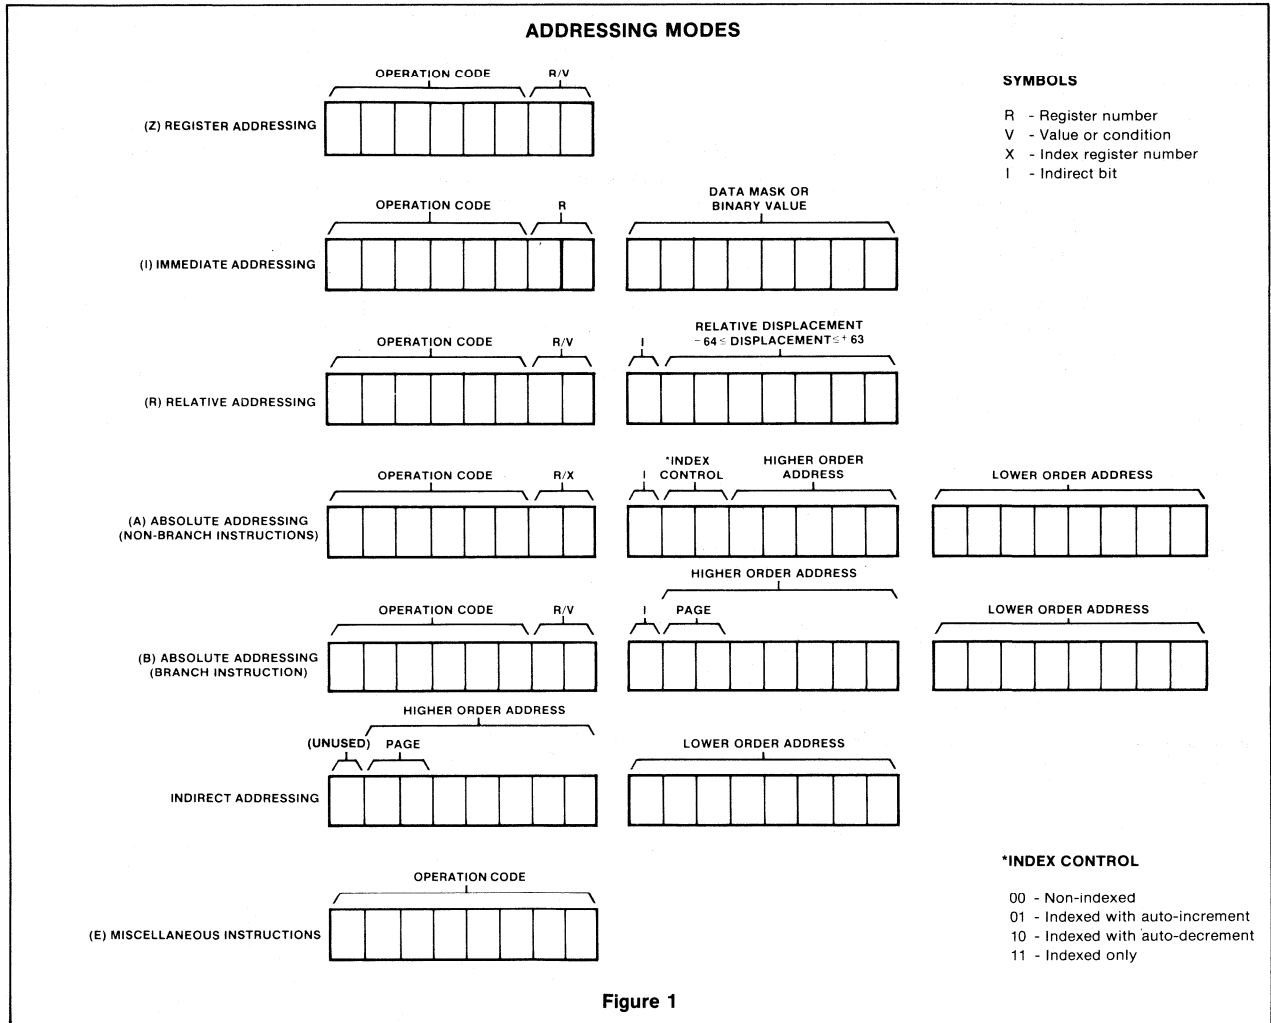 ADDRESSING MODES
OPERATION CODE R/V
(Z) REGISTER ADDRESSING
SYMBOLS
R - Register number
V - Value or condition
X - Index register number
I - Indirect bit
OPERATION CODE R DATA MASK OR
BINARY VALUE
(I) IMMEDIATE ADDRESSING
OPERATION CODE R/V I RELATIVE DISPLACEMENT
-64 ≤ DISPLACEMENT ≤ +63
(R) RELATIVE ADDRESSING
OPERATION CODE R/X I *INDEX
CONTROL HIGHER ORDER
ADDRESS LOWER ORDER ADDRESS
(A) ABSOLUTE ADDRESSING
(NON-BRANCH INSTRUCTIONS)
HIGHER ORDER ADDRESS
OPERATION CODE R/V I PAGE LOWER ORDER ADDRESS
(B) ABSOLUTE ADDRESSING
(BRANCH INSTRUCTION)
HIGHER ORDER ADDRESS
(UNUSED) PAGE LOWER ORDER ADDRESS
INDIRECT ADDRESSING
OPERATION CODE
(E) MISCELLANEOUS INSTRUCTIONS
*INDEX CONTROL
00 - Non-indexed
01 - Indexed with auto-increment
10 - Indexed with auto-decrement
11 - Indexed only
Figure 1